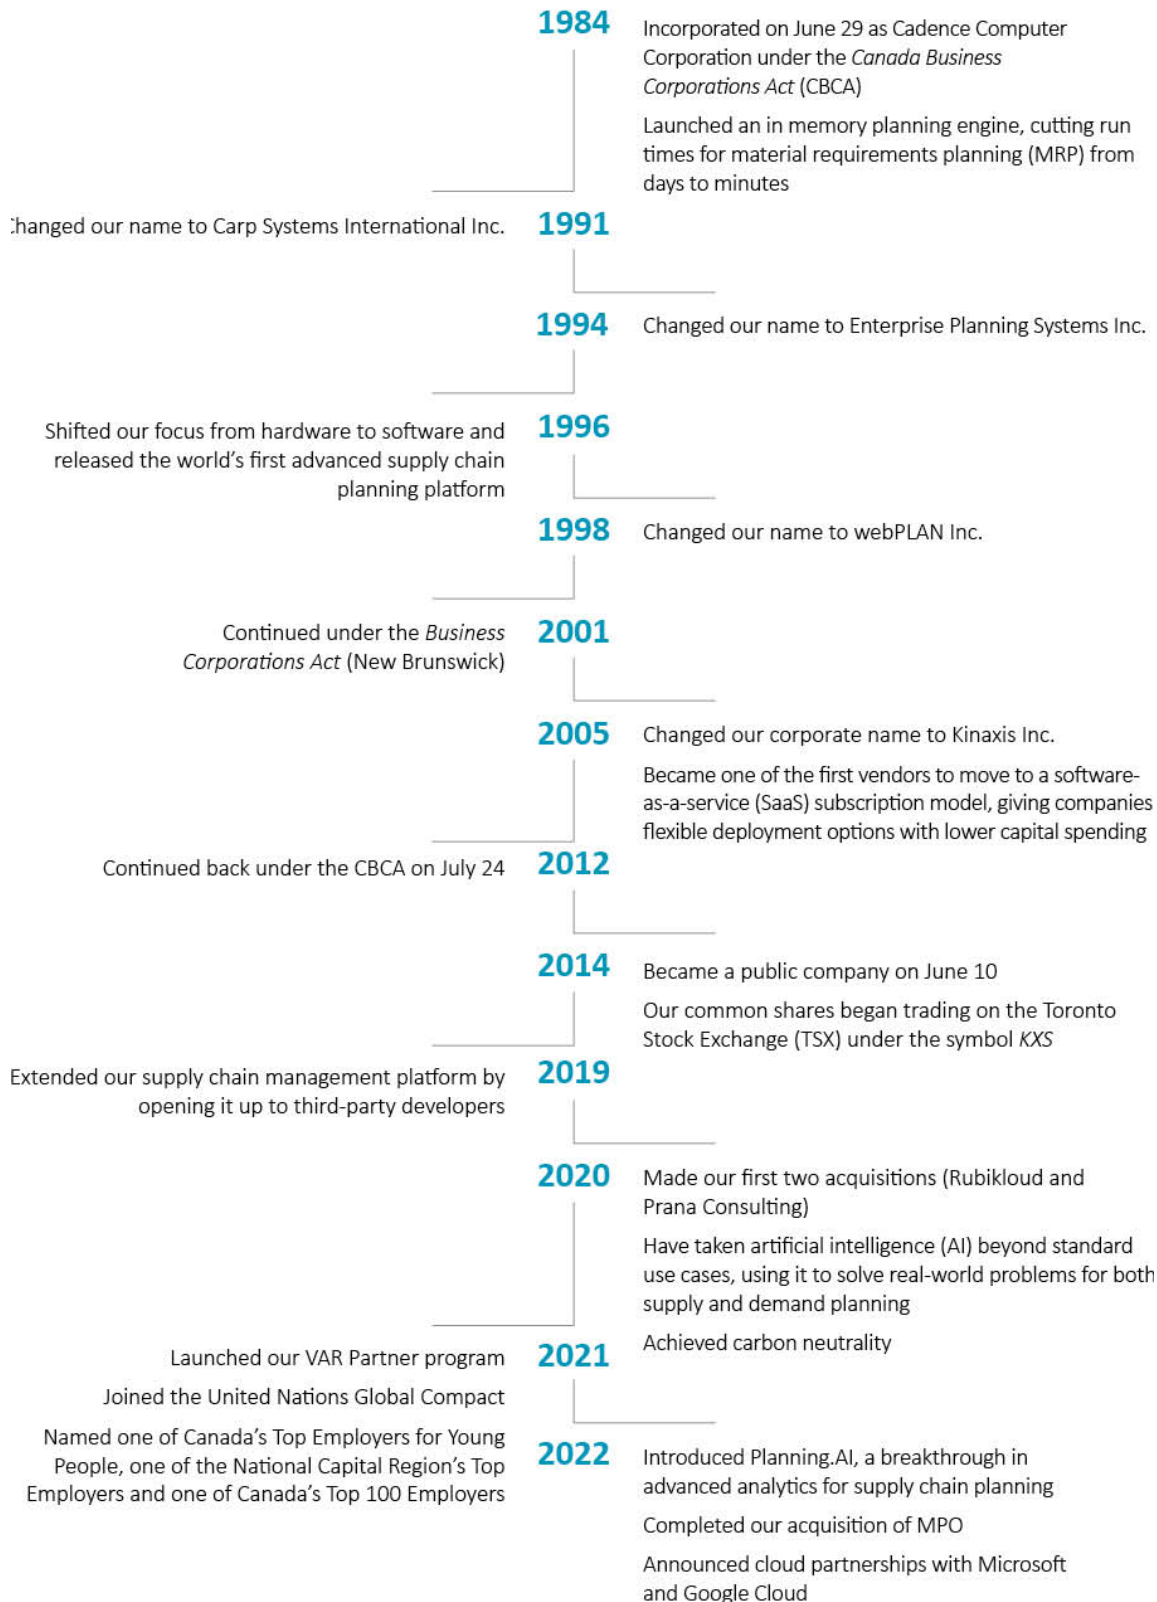 1984
Incorporated on June 29 as Cadence Computer
Corporation under the Canada Business
Corporations Act (CBCA)
Launched an in memory planning engine, cutting run
times for material requirements planning (MRP) from
days to minutes
1991
hanged our name to Carp Systems International Inc.
1994
Changed our name to Enterprise Planning Systems Inc.
1996
Shifted our focus from hardware to software and
released the world’s first advanced supply chain
planning platform
1998
Changed our name to webPLAN Inc.
2001
Continued under the Business
Corporations Act (New Brunswick)
2005
Changed our corporate name to Kinaxis Inc.
Became one of the first vendors to move to a software-
as-a-service (SaaS) subscription model, giving companies
flexible deployment options with lower capital spending
2012
Continued back under the CBCA on July 24
2014
Became a public company on June 10
Our common shares began trading on the Toronto
Stock Exchange (TSX) under the symbol KXS
2019
Extended our supply chain management platform by
opening it up to third-party developers
2020
Made our first two acquisitions (Rubikloud and
Prana Consulting)
Have taken artificial intelligence (AI) beyond standard
use cases, using it to solve real-world problems for both
supply and demand planning
Achieved carbon neutrality
2021
Launched our VAR Partner program
Joined the United Nations Global Compact
Named one of Canada’s Top Employers for Young
People, one of the National Capital Region’s Top
Employers and one of Canada’s Top 100 Employers
2022
Introduced Planning.AI, a breakthrough in
advanced analytics for supply chain planning
Completed our acquisition of MPO
Announced cloud partnerships with Microsoft
and Google Cloud